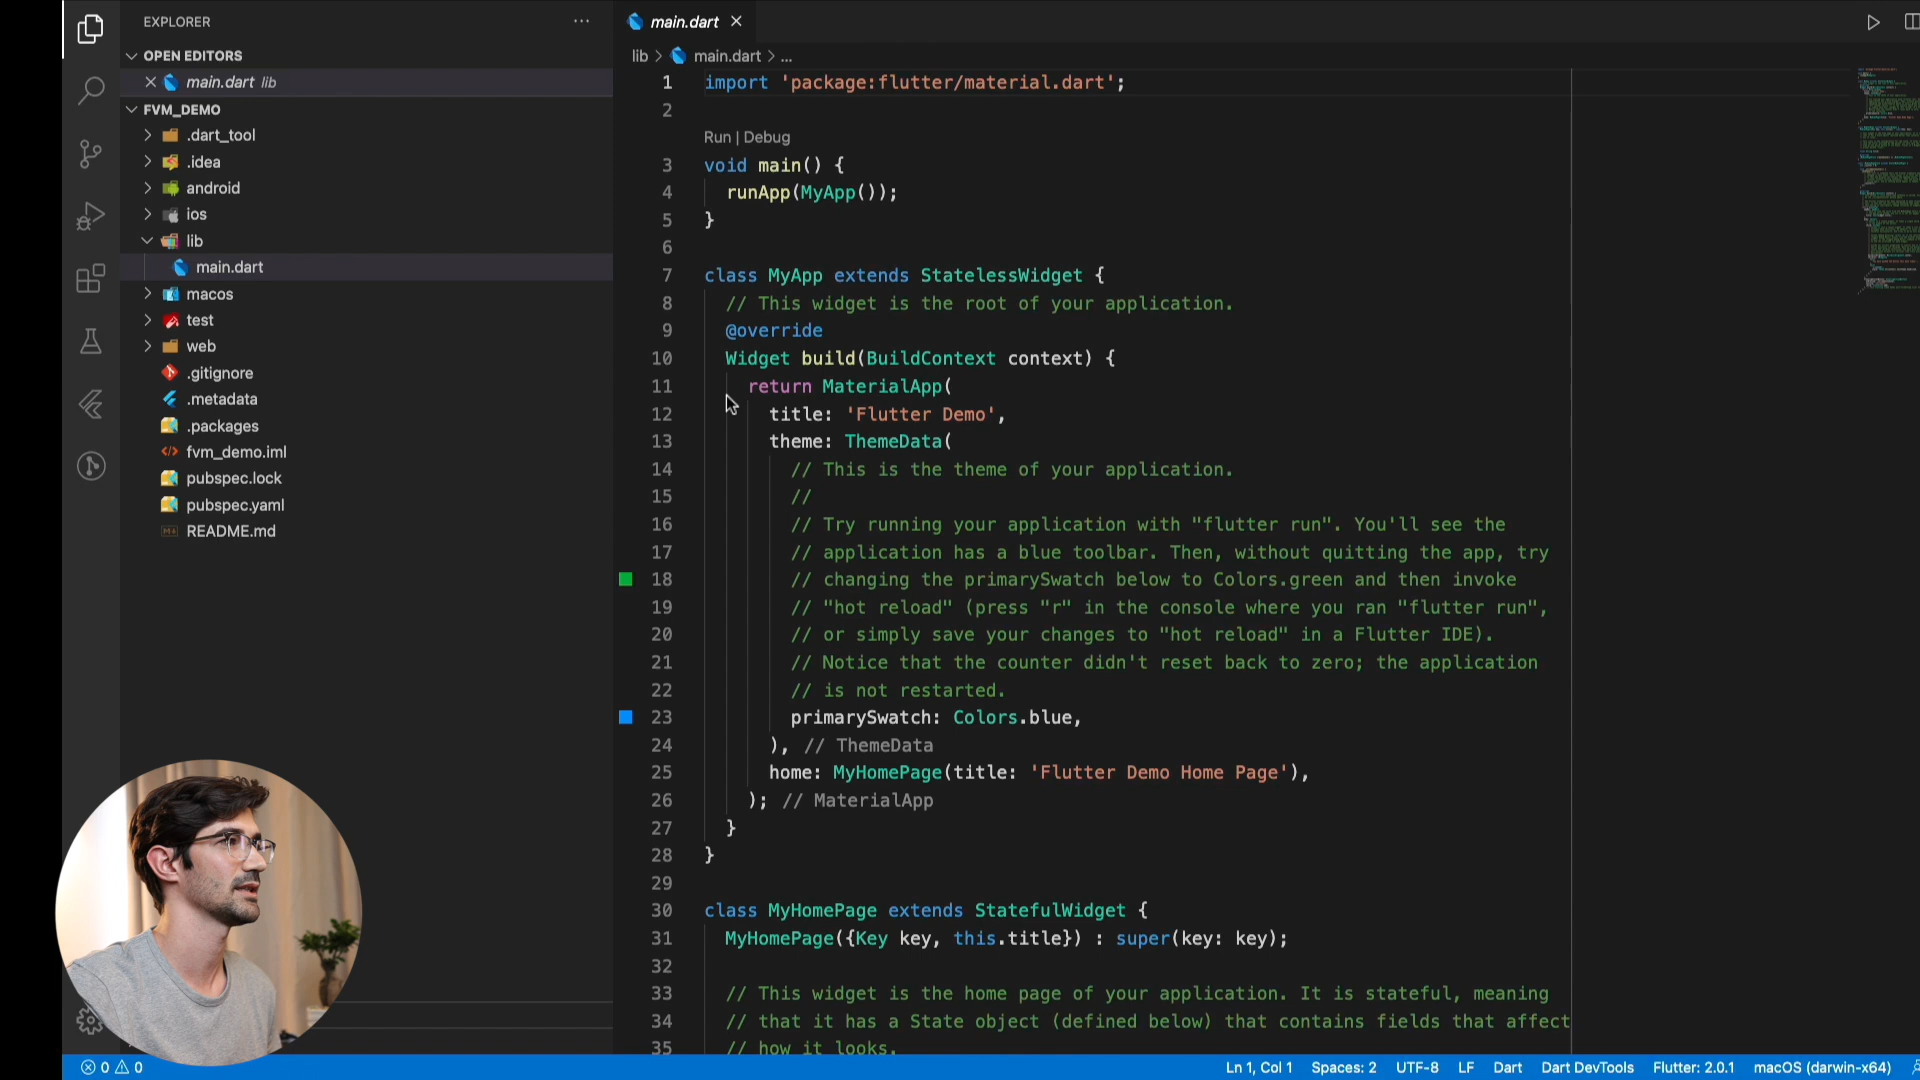 EXPLORER
OPEN EDITORS
main.dart lib
FVM_DEMO
.dart_tool
.idea
android
ios
lib
main.dart
macos
test
web
.gitignore
.metadata
.packages
fvm_demo.iml
pubspec.lock
pubspec.yaml
README.md
main.dart
lib > main.dart > ...
1 import 'package:flutter/material.dart';
2
Run | Debug
3 void main() {
4 runApp(MyApp());
5 }
6
7 class MyApp extends StatelessWidget {
8 // This widget is the root of your application.
9 @override
10 Widget build(BuildContext context) {
11 return MaterialApp(
12 title: 'Flutter Demo',
13 theme: ThemeData(
14 // This is the theme of your application.
15 //
16 // Try running your application with "flutter run". You'll see the
17 // application has a blue toolbar. Then, without quitting the app, try
18 // changing the primarySwatch below to Colors.green and then invoke
19 // "hot reload" (press "r" in the console where you ran "flutter run",
20 // or simply save your changes to "hot reload" in a Flutter IDE).
21 // Notice that the counter didn't reset back to zero; the application
22 // is not restarted.
23 primarySwatch: Colors.blue,
24 ), // ThemeData
25 home: MyHomePage(title: 'Flutter Demo Home Page'),
26 ); // MaterialApp
27 }
28 }
29
30 class MyHomePage extends StatefulWidget {
31 MyHomePage({Key key, this.title}) : super(key: key);
32
33 // This widget is the home page of your application. It is stateful, meaning
34 // that it has a State object (defined below) that contains fields that affect
35 // how it looks.
0 0 Ln 1, Col 1 Spaces: 2 UTF-8 LF Dart Dart DevTools Flutter: 2.0.1 macOS (darwin-x64)